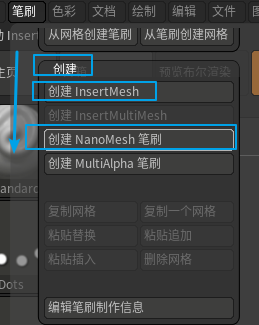 笔刷 色彩 文档 绘制 编辑 文件
Insert 从网格创建笔刷 从笔刷创建网格
主页 创建 预览布尔渲染
创建 InsertMesh
创建 InsertMultiMesh
创建 NanoMesh 笔刷
创建 MultiAlpha 笔刷
tandard
复制网格 复制一个网格
粘贴替换 粘贴追加
粘贴插入 删除网格
Dots
编辑笔刷制作信息